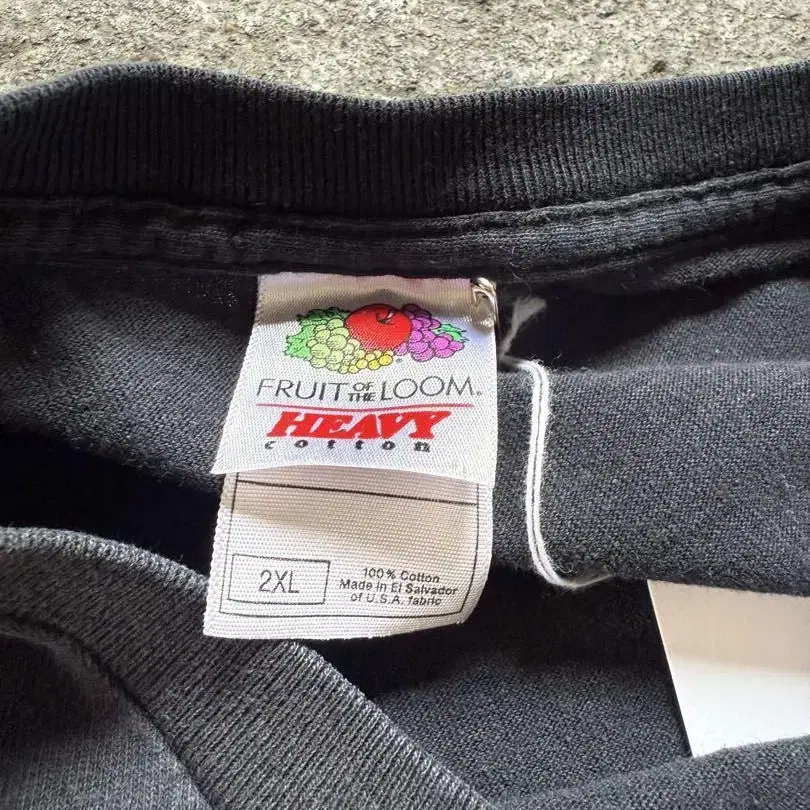 FRUIT OF THE LOOM®
HEAVY
cotton
2XL
100% Cotton
Made in El Salvador
of U.S.A. fabric